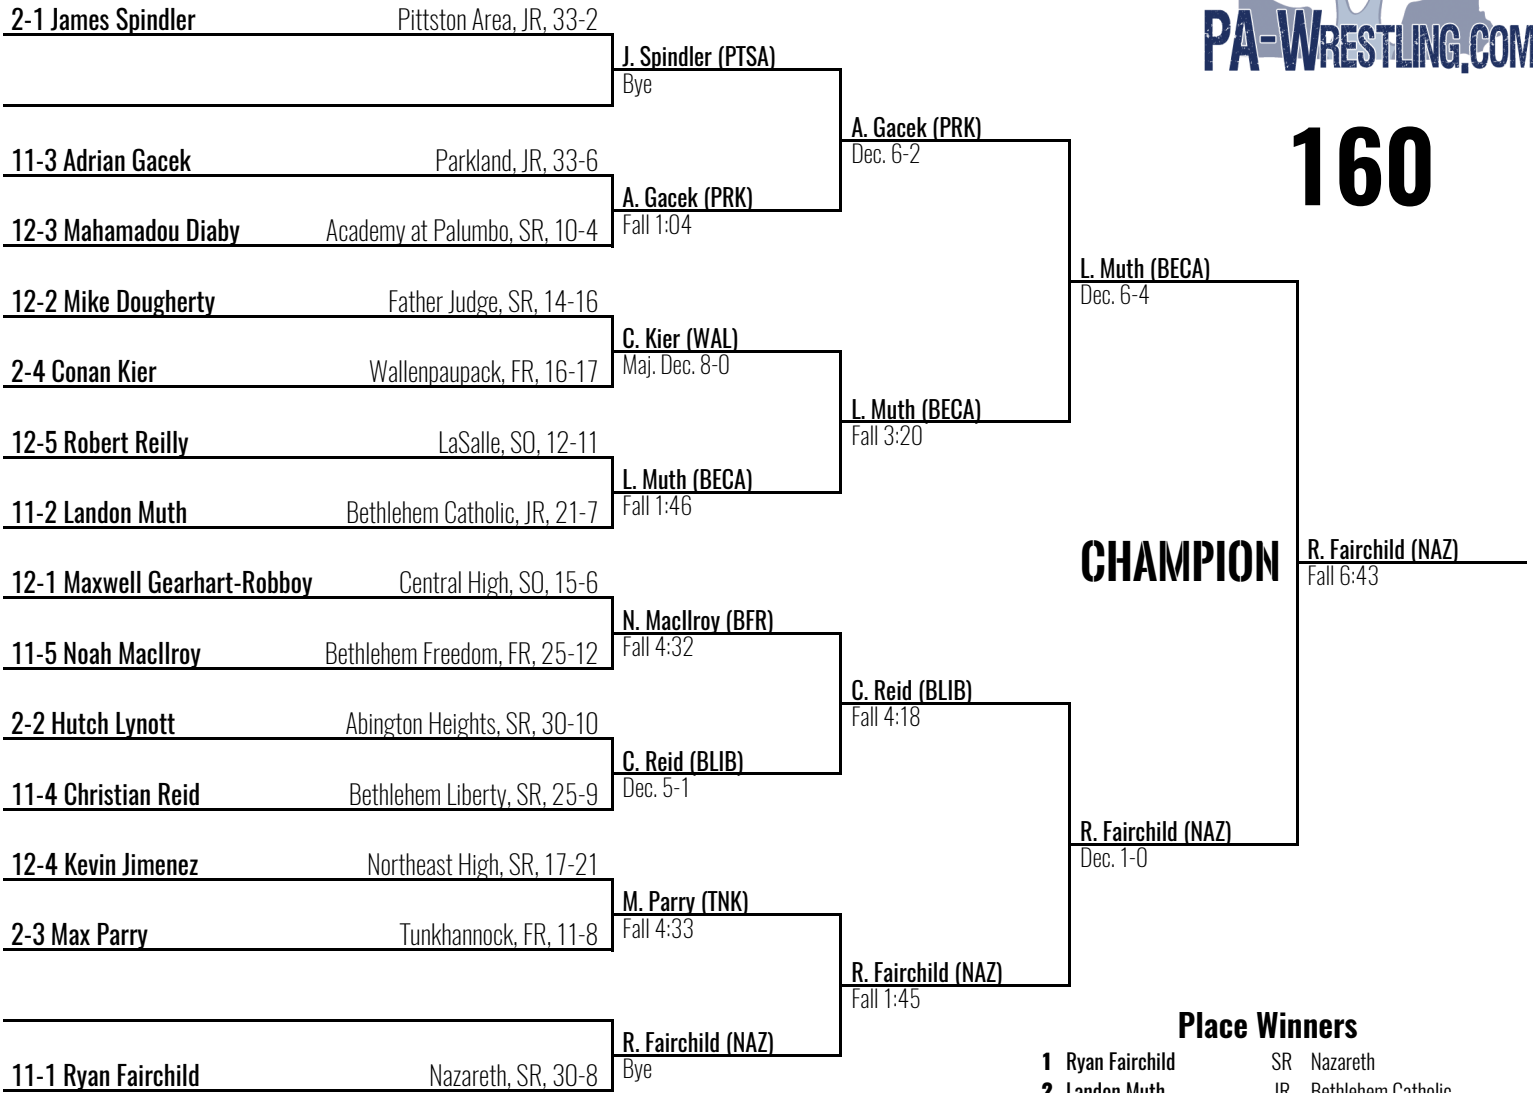 PA-WRESTLING.COM
160
2-1 James Spindler Pittston Area, JR, 33-2
J. Spindler (PTSA)
Bye
A. Gacek (PRK)
Dec. 6-2
11-3 Adrian Gacek Parkland, JR, 33-6
A. Gacek (PRK)
Fall 1:04
12-3 Mahamadou Diaby Academy at Palumbo, SR, 10-4
L. Muth (BECA)
Dec. 6-4
12-2 Mike Dougherty Father Judge, SR, 14-16
C. Kier (WAL)
Maj. Dec. 8-0
2-4 Conan Kier Wallenpaupack, FR, 16-17
L. Muth (BECA)
Fall 3:20
12-5 Robert Reilly LaSalle, SO, 12-11
L. Muth (BECA)
Fall 1:46
11-2 Landon Muth Bethlehem Catholic, JR, 21-7
CHAMPION
R. Fairchild (NAZ)
Fall 6:43
12-1 Maxwell Gearhart-Robboy Central High, SO, 15-6
N. MacIlroy (BFR)
Fall 4:32
11-5 Noah MacIlroy Bethlehem Freedom, FR, 25-12
C. Reid (BLIB)
Fall 4:18
2-2 Hutch Lynott Abington Heights, SR, 30-10
C. Reid (BLIB)
Dec. 5-1
11-4 Christian Reid Bethlehem Liberty, SR, 25-9
R. Fairchild (NAZ)
Dec. 1-0
12-4 Kevin Jimenez Northeast High, SR, 17-21
M. Parry (TNK)
Fall 4:33
2-3 Max Parry Tunkhannock, FR, 11-8
R. Fairchild (NAZ)
Fall 1:45
R. Fairchild (NAZ)
Bye
11-1 Ryan Fairchild Nazareth, SR, 30-8
Place Winners
1 Ryan Fairchild SR Nazareth
2 Landon Muth JR Bethlehem Catholic